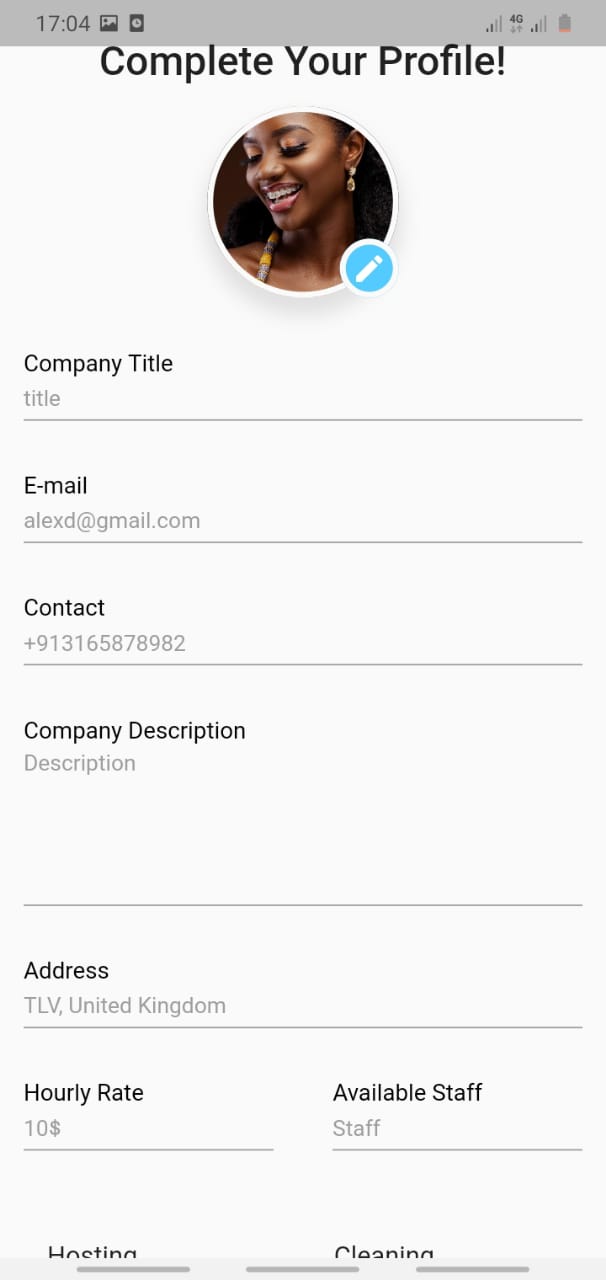 17:04 4G
Complete Your Profile!
Company Title
title
E-mail
alexd@gmail.com
Contact
+913165878982
Company Description
Description
Address
TLV, United Kingdom
Hourly Rate Available Staff
10$ Staff
Hosting Cleaning